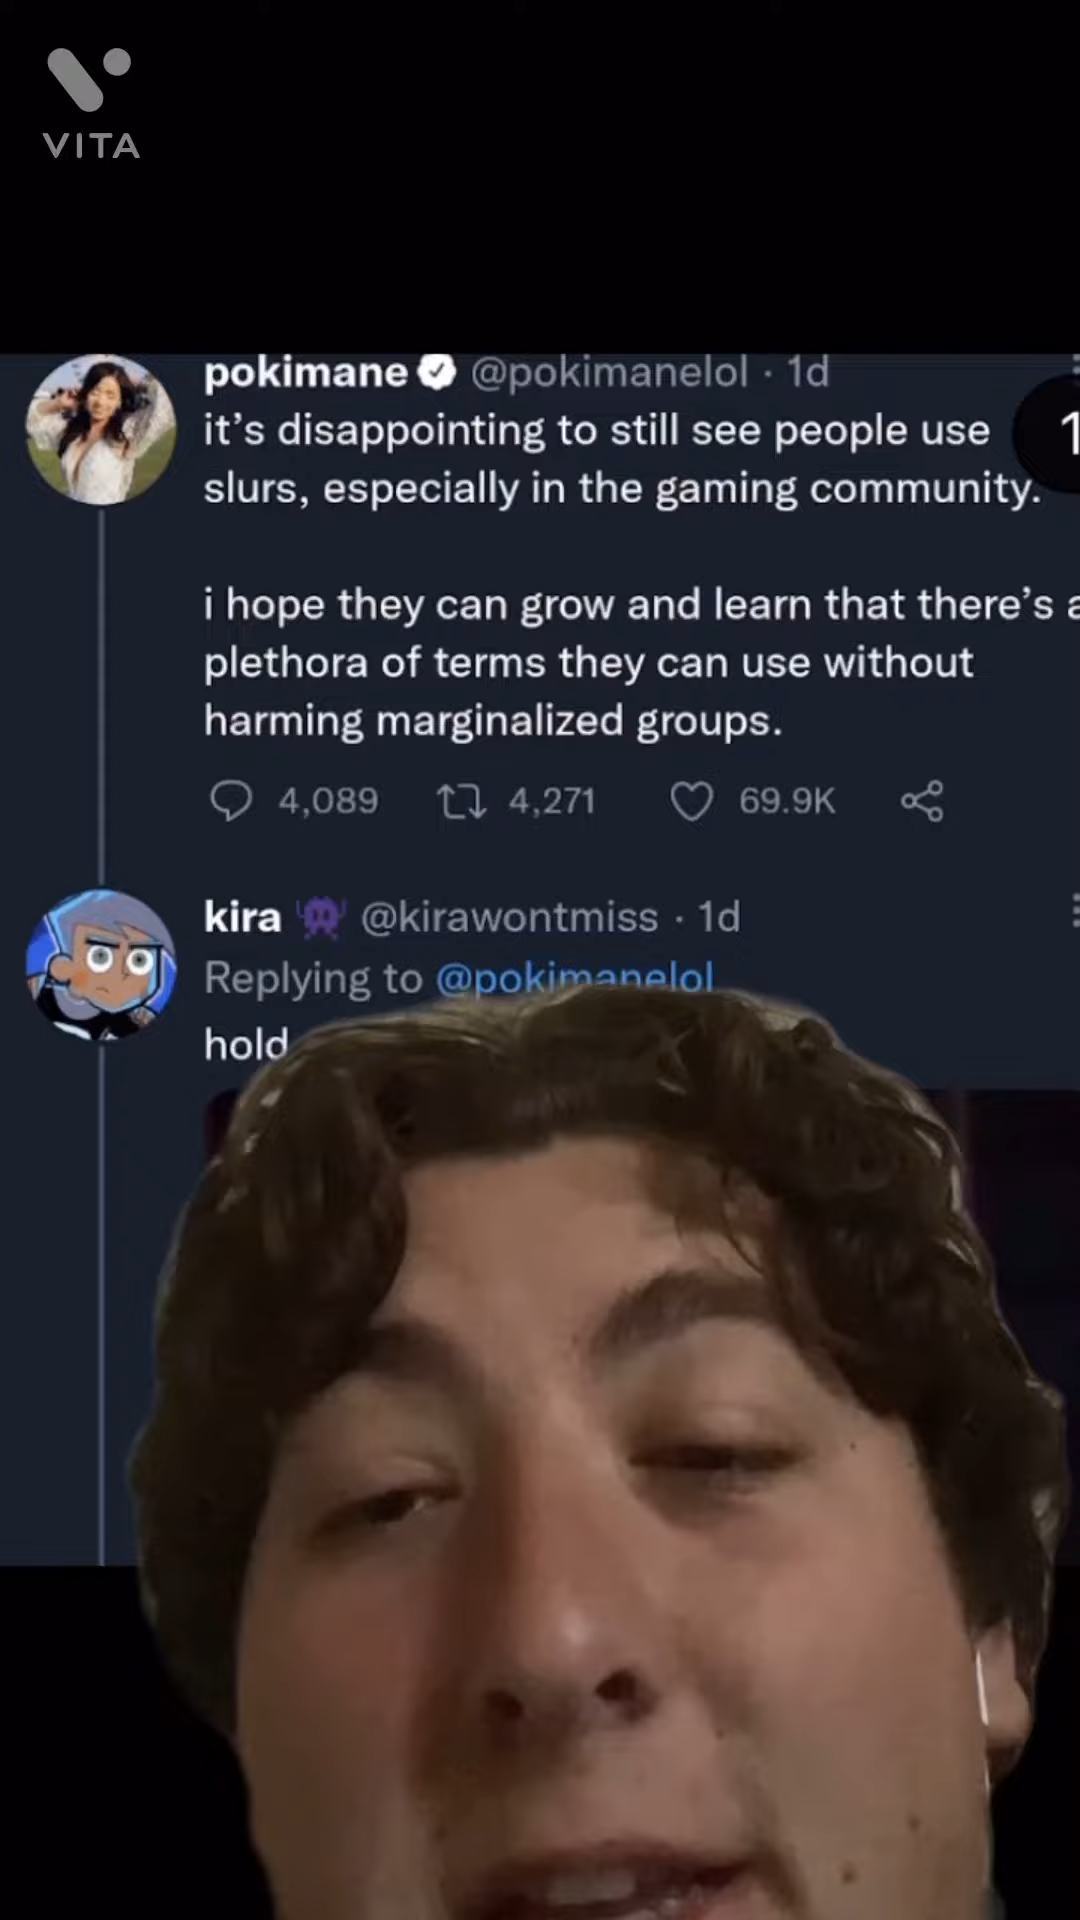 VITA
pokimane @pokimanelol · 1d
it's disappointing to still see people use
slurs, especially in the gaming community.
i hope they can grow and learn that there's a
plethora of terms they can use without
harming marginalized groups.
4,089 4,271 69.9K
kira @kirawontmiss · 1d
Replying to @pokimanelol
hold
1